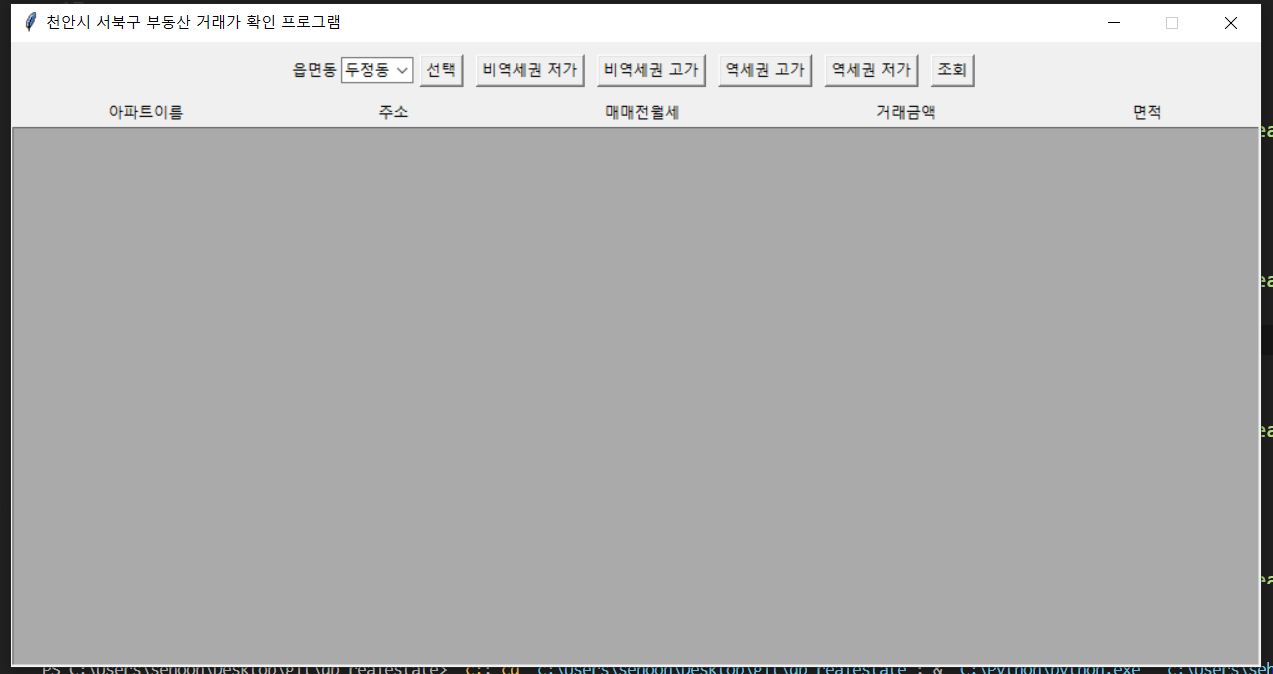 천안시 서북구 부동산 거래가 확인 프로그램
읍면동 두정동 선택 비역세권 저가 비역세권 고가 역세권 고가 역세권 저가 조회
아파트이름 주소 매매전월세 거래금액 면적